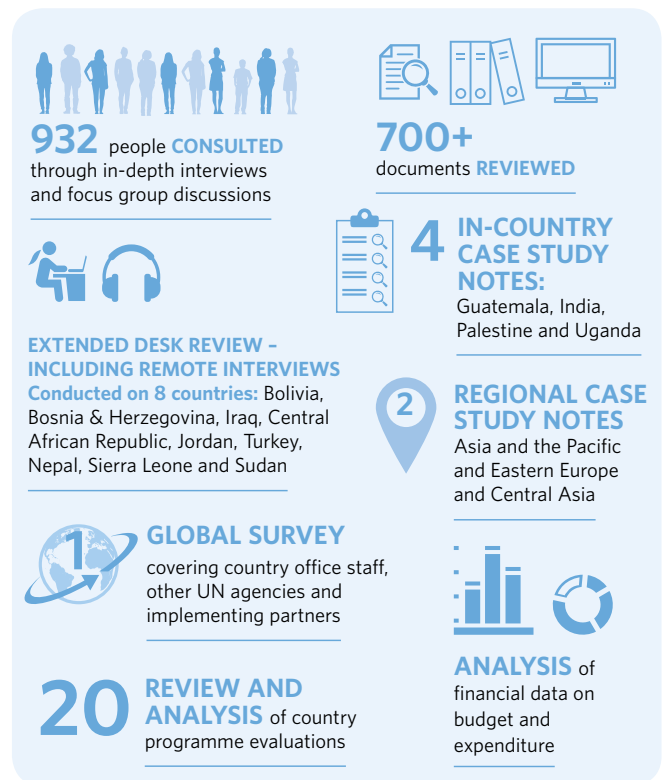 932 people CONSULTED
through in-depth interviews
and focus group discussions
700+
documents REVIEWED
4 IN-COUNTRY
CASE STUDY
NOTES:
Guatemala, India,
Palestine and Uganda
EXTENDED DESK REVIEW –
INCLUDING REMOTE INTERVIEWS
Conducted on 8 countries: Bolivia,
Bosnia & Herzegovina, Iraq, Central
African Republic, Jordan, Turkey,
Nepal, Sierra Leone and Sudan
2 REGIONAL CASE
STUDY NOTES
Asia and the Pacific
and Eastern Europe
and Central Asia
1 GLOBAL SURVEY
covering country office staff,
other UN agencies and
implementing partners
20 REVIEW AND
ANALYSIS of country
programme evaluations
ANALYSIS of
financial data on
budget and
expenditure